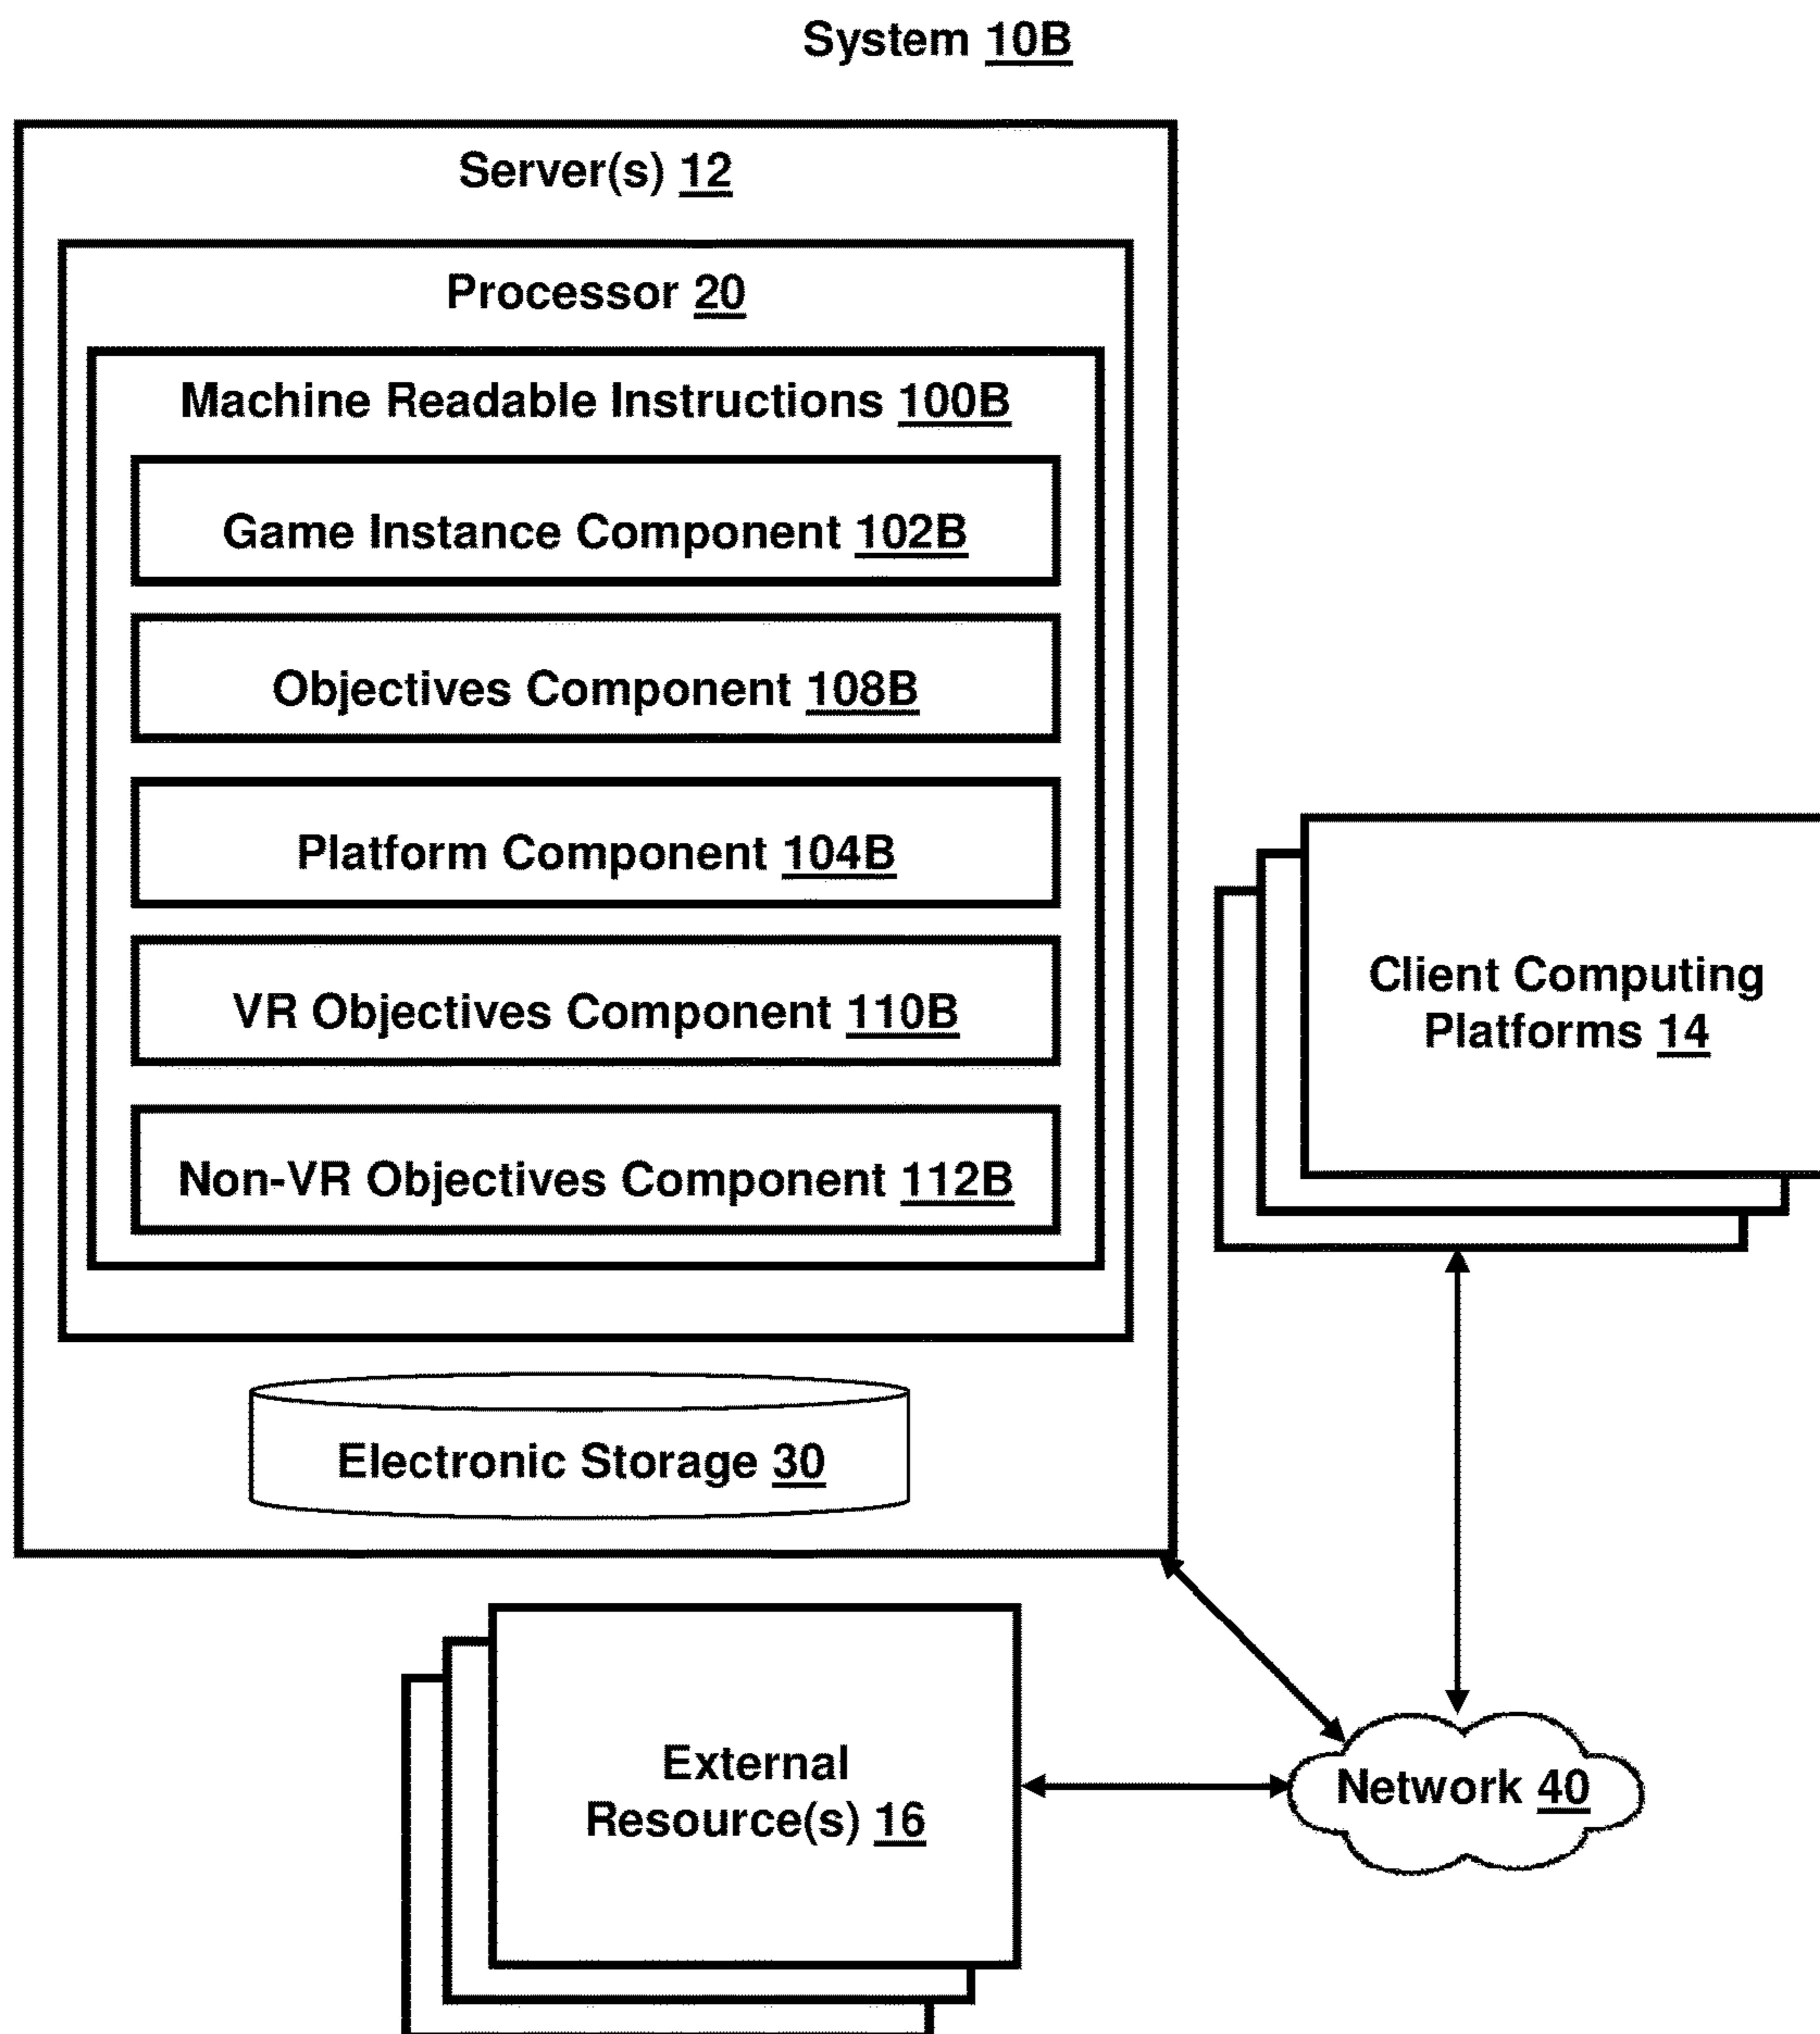 System 10B
Server(s) 12
Processor 20
Machine Readable Instructions 100B
Game Instance Component 102B
Objectives Component 108B
Platform Component 104B
VR Objectives Component 110B
Non-VR Objectives Component 112B
Electronic Storage 30
Client Computing
Platforms 14
External
Resource(s) 16
Network 40